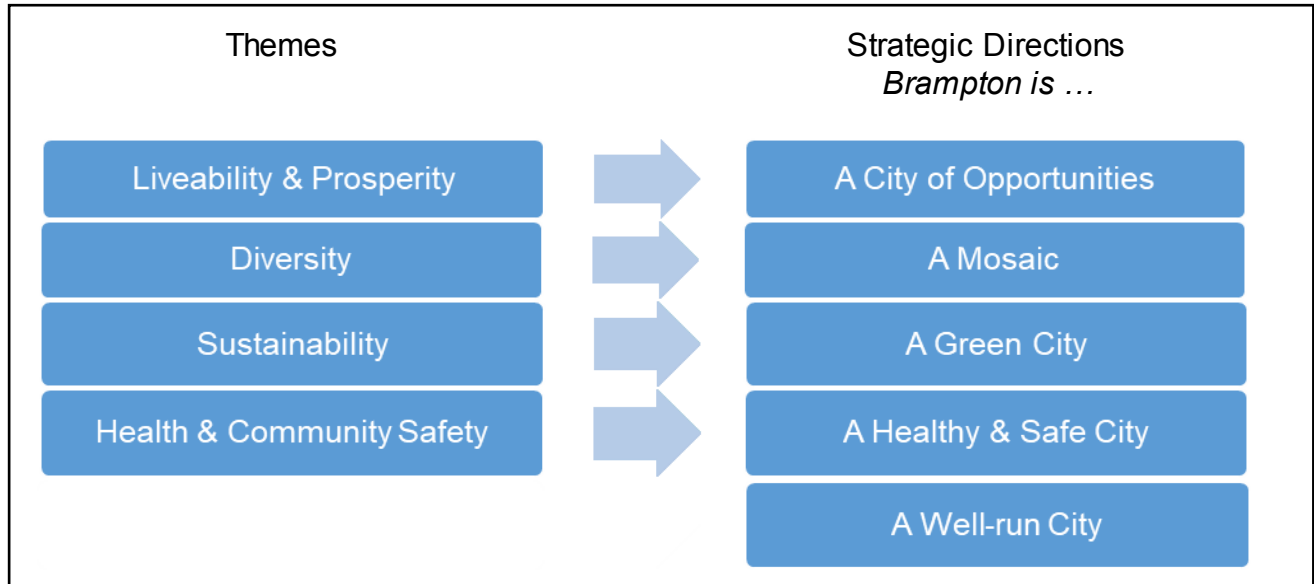 Themes
Strategic Directions
Brampton is …
Liveability & Prosperity
A City of Opportunities
Diversity
A Mosaic
Sustainability
A Green City
Health & Community Safety
A Healthy & Safe City
A Well-run City